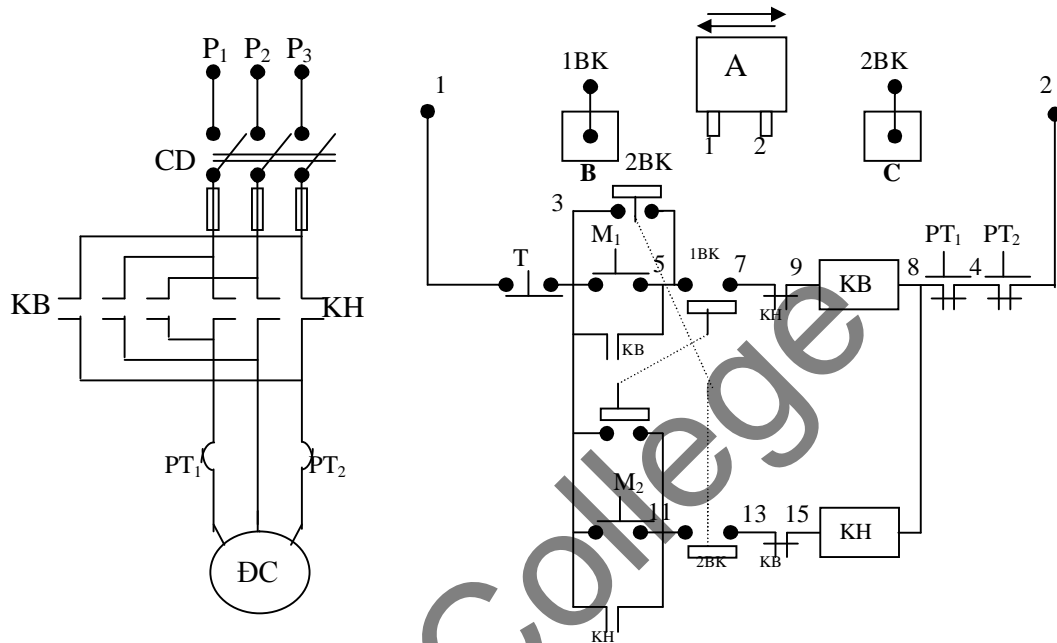 P1 P2 P3
CD
KB
KH
PT1
PT2
ĐC
1
1BK
A
2BK
2
1 2
B
C
2BK
3
M1
T
5
1BK
7
9
KB
8
PT1
4
PT2
KH
KB
M2
11
13
15
KH
2BK
KB
KH
College